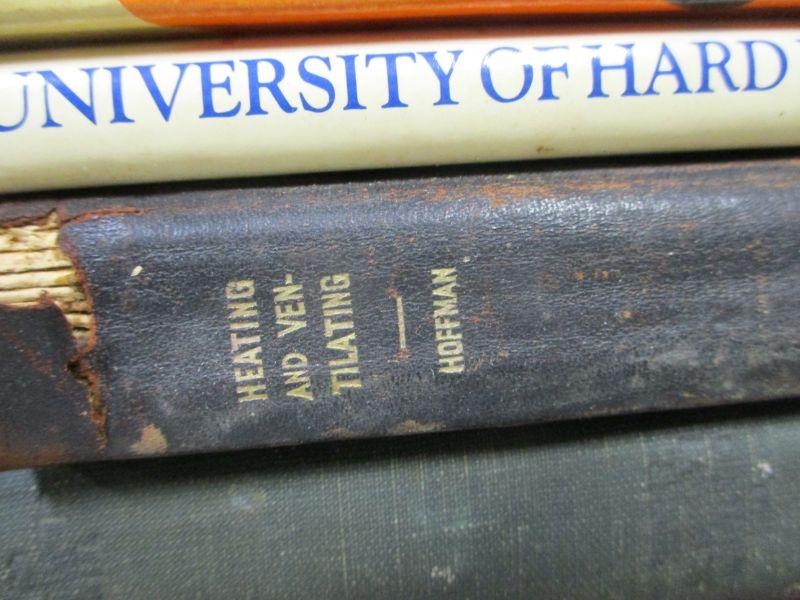 UNIVERSITY OF HARD
HEATING
AND VEN-
TILATING
HOFFMAN